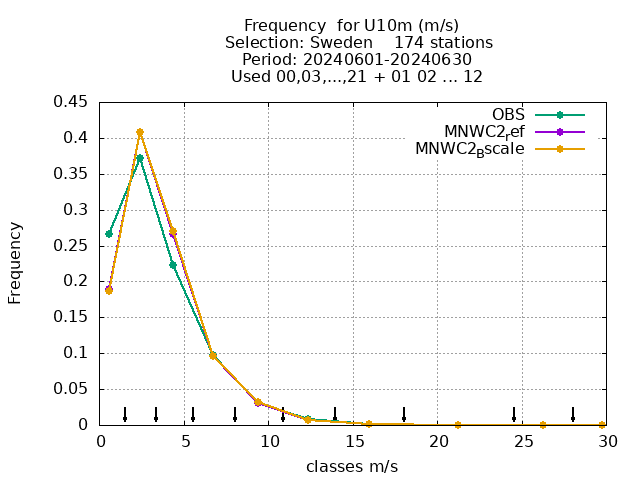 Frequency  for U10m (m/s)
Selection: Sweden    174 stations
Period: 20240601-20240630
Used 00,03,...,21 + 01 02 ... 12
OBS
MNWC2ref
MNWC2Bscale
0.45
0.4
0.35
0.3
0.25
0.2
0.15
0.1
0.05
0
Frequency
0 5 10 15 20 25 30
classes m/s